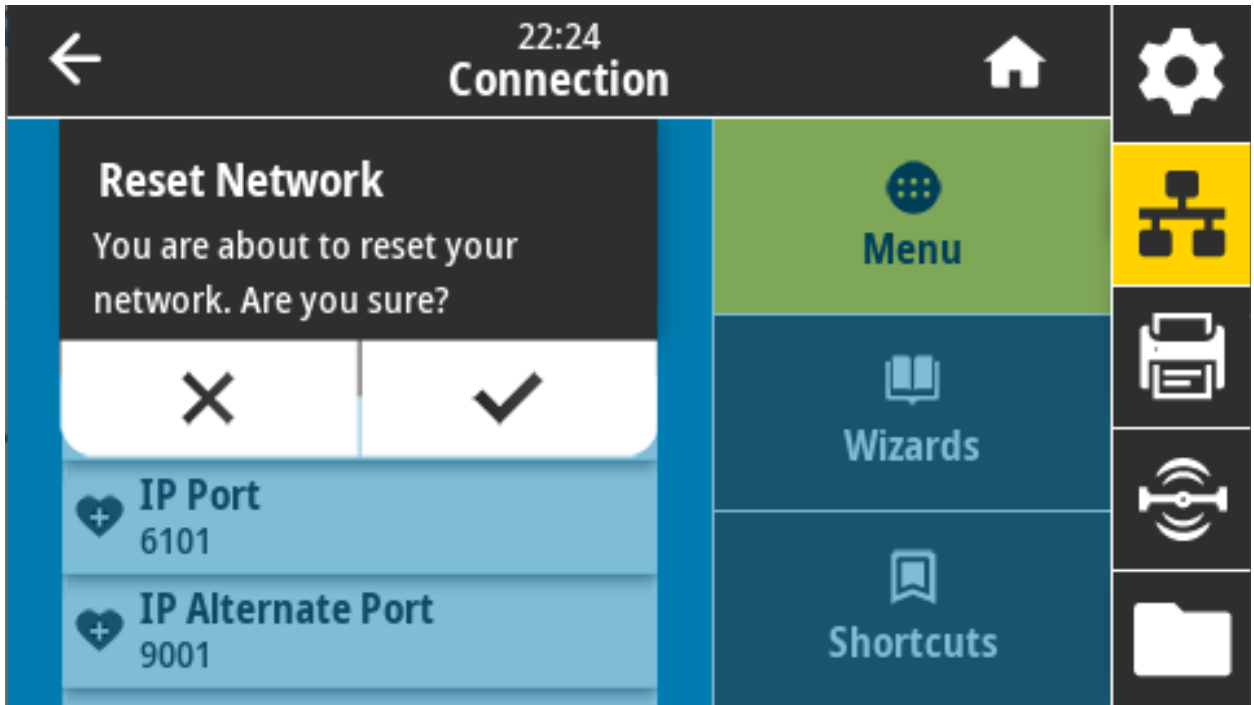 22:24
Connection
Reset Network
You are about to reset your
network. Are you sure?
IP Port
6101
IP Alternate Port
9001
Menu
Wizards
Shortcuts